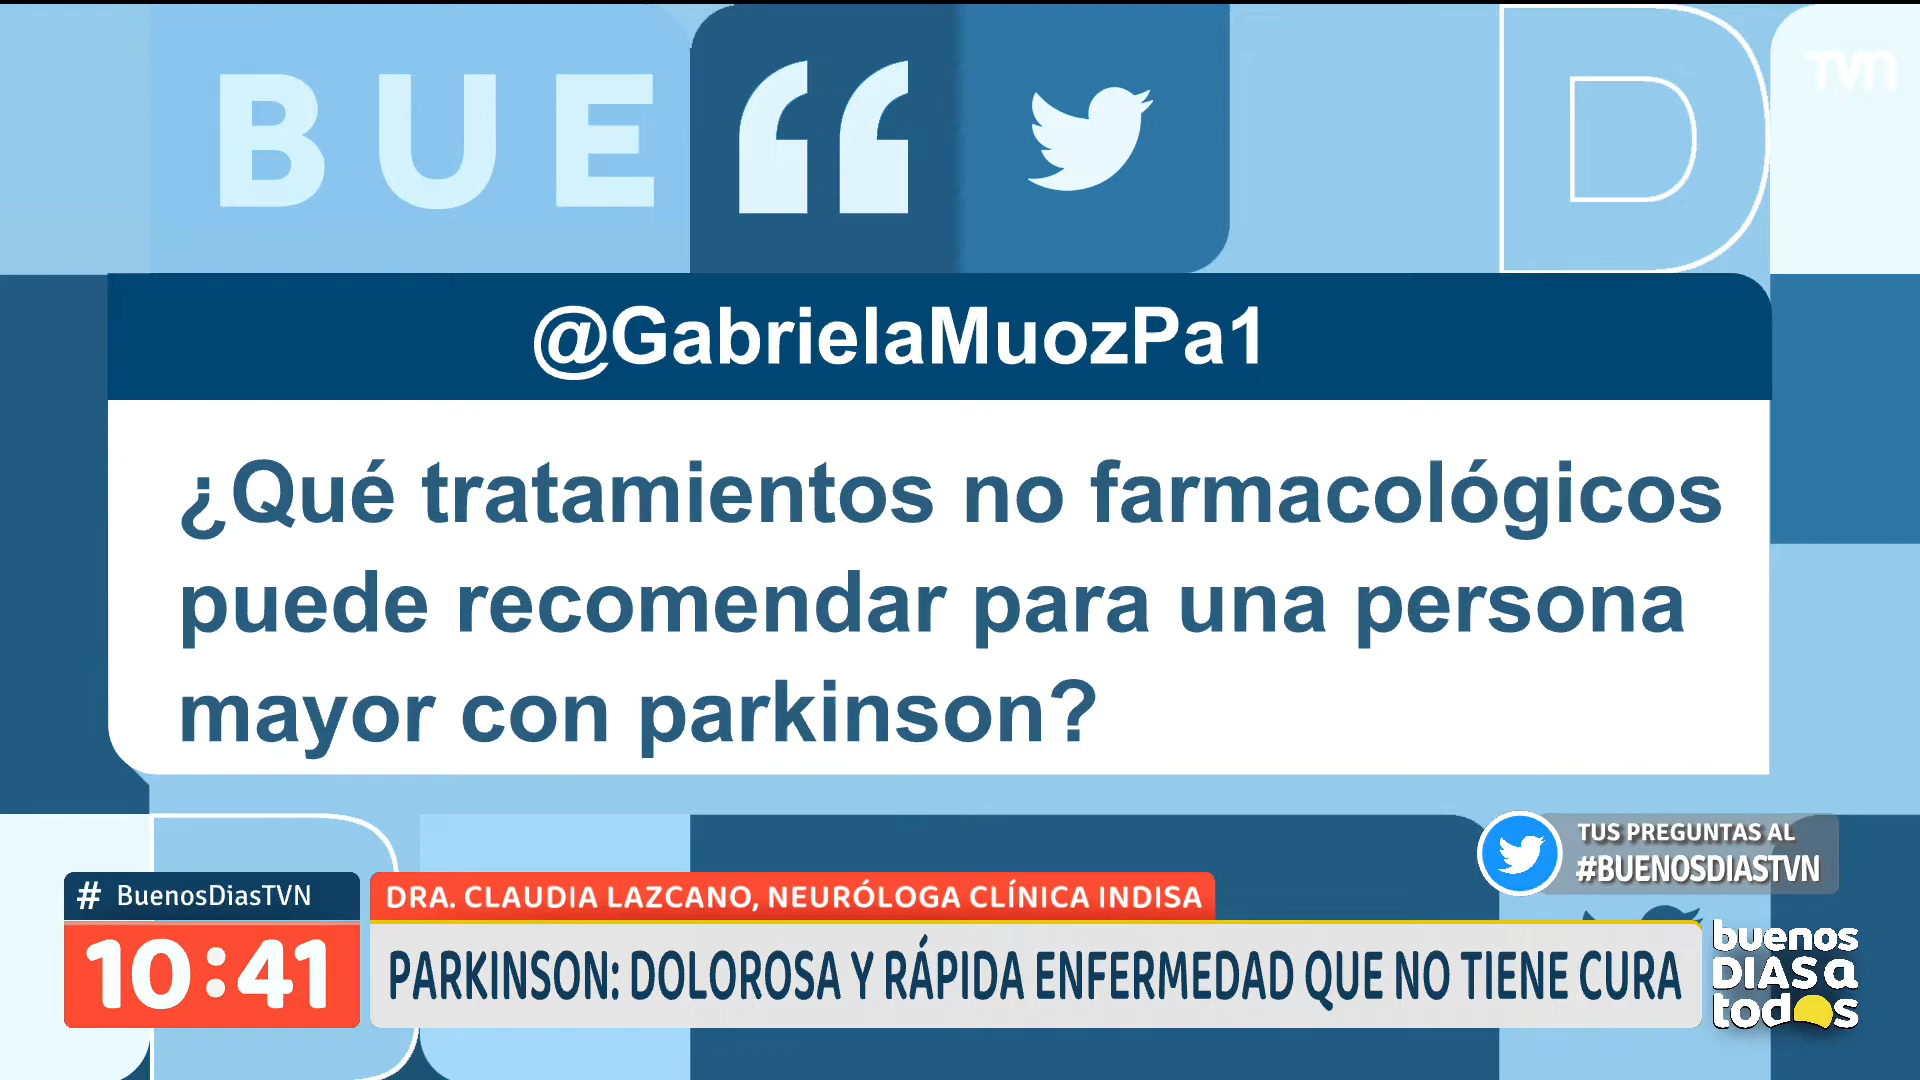 BUE
“
D
TVN
@GabrielaMuozPa1
¿Qué tratamientos no farmacológicos
puede recomendar para una persona
mayor con parkinson?
TUS PREGUNTAS AL
#BUENOSDIASTVN
# BuenosDiasTVN
DRA. CLAUDIA LAZCANO, NEURÓLOGA CLÍNICA INDISA
10:41
PARKINSON: DOLOROSA Y RÁPIDA ENFERMEDAD QUE NO TIENE CURA
buenos
DIAS a
todos